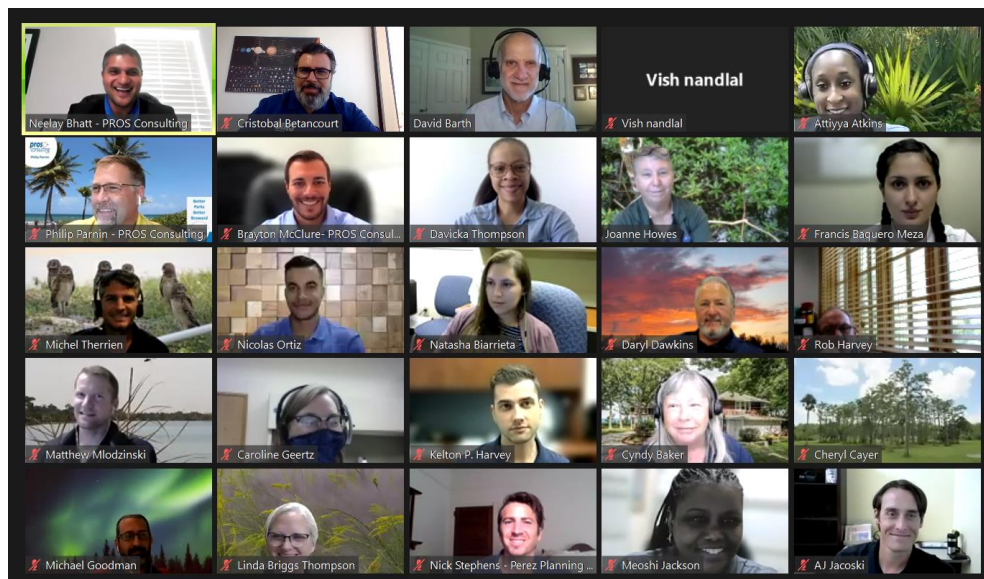 Neelay Bhatt - PROS Consulting
Cristobal Betancourt
David Barth
Vish nandlal
Vish nandlal
Attiyya Atkins
pros
consulting
Philip Parnin
Better
Parks
Better
Broward
Philip Parnin - PROS Consulting
Brayton McClure- PROS Consul...
Davicka Thompson
Joanne Howes
Francis Baquero Meza
Michel Therrien
Nicolas Ortiz
Natasha Biarrieta
Daryl Dawkins
Rob Harvey
Matthew Mlodzinski
Caroline Geertz
Kelton P. Harvey
Cyndy Baker
Cheryl Cayer
Michael Goodman
Linda Briggs Thompson
Nick Stephens - Perez Planning ...
Meoshi Jackson
AJ Jacoski